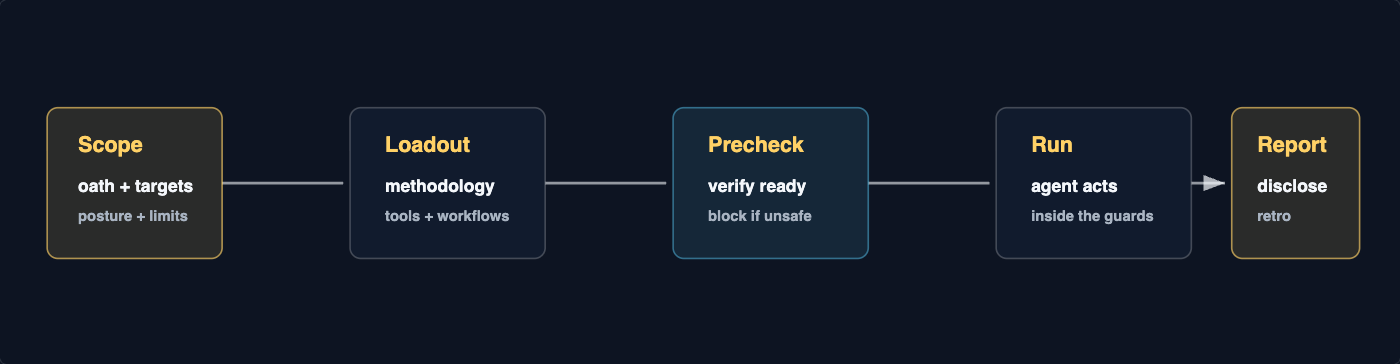 Scope
oath + targets
posture + limits
Loadout
methodology
tools + workflows
Precheck
verify ready
block if unsafe
Run
agent acts
inside the guards
Report
disclose
retro